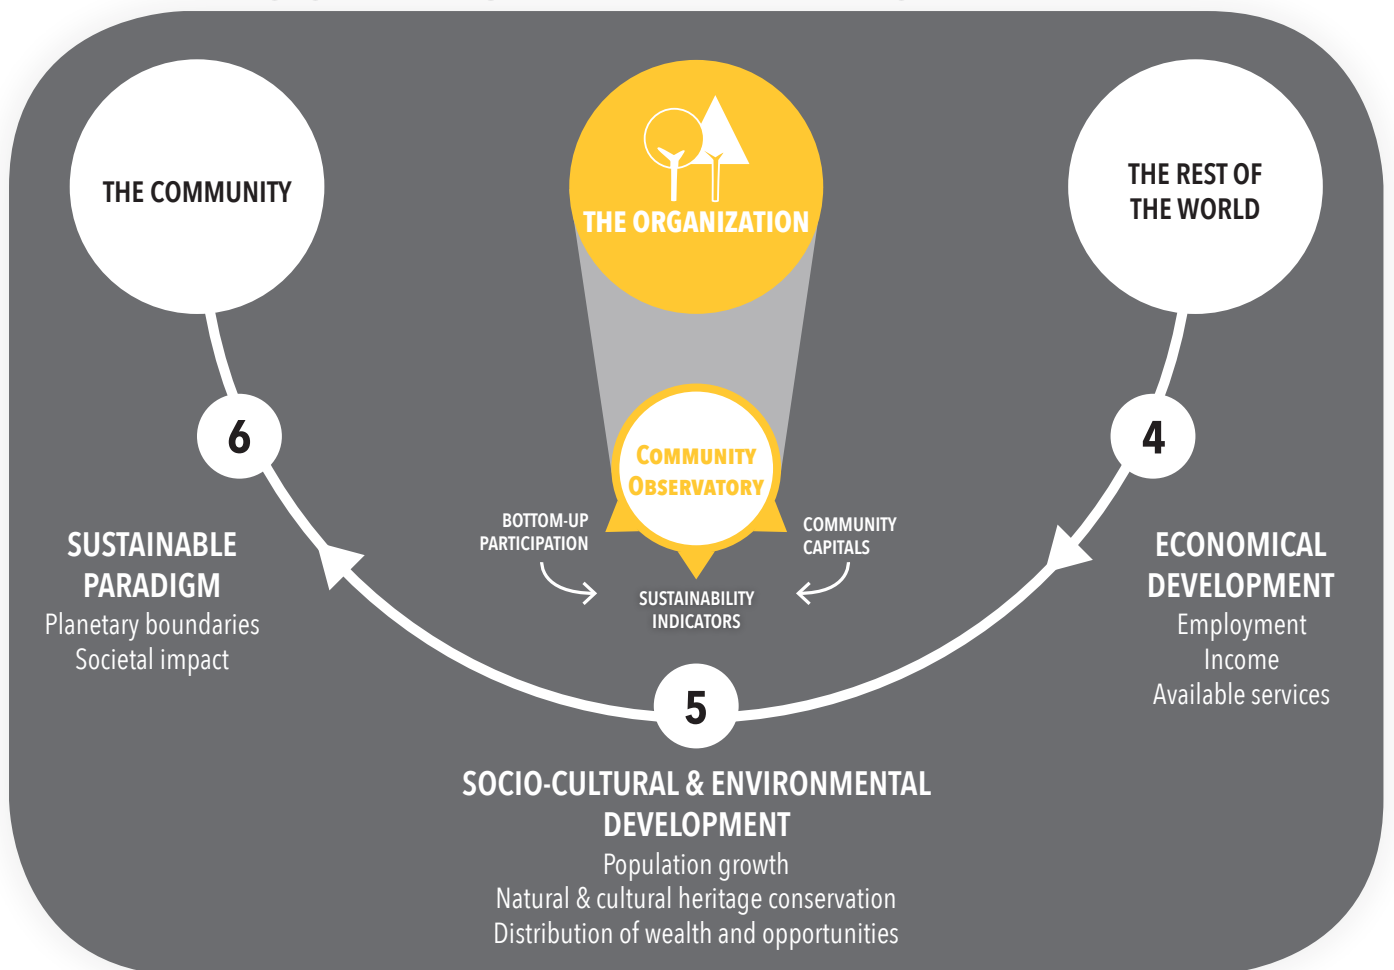 THE COMMUNITY
THE ORGANIZATION
THE REST OF
THE WORLD
6
COMMUNITY
OBSERVATORY
4
BOTTOM-UP
PARTICIPATION
COMMUNITY
CAPITALS
SUSTAINABILITY
INDICATORS
SUSTAINABLE
PARADIGM
Planetary boundaries
Societal impact
ECONOMICAL
DEVELOPMENT
Employment
Income
Available services
5
SOCIO-CULTURAL & ENVIRONMENTAL
DEVELOPMENT
Population growth
Natural & cultural heritage conservation
Distribution of wealth and opportunities